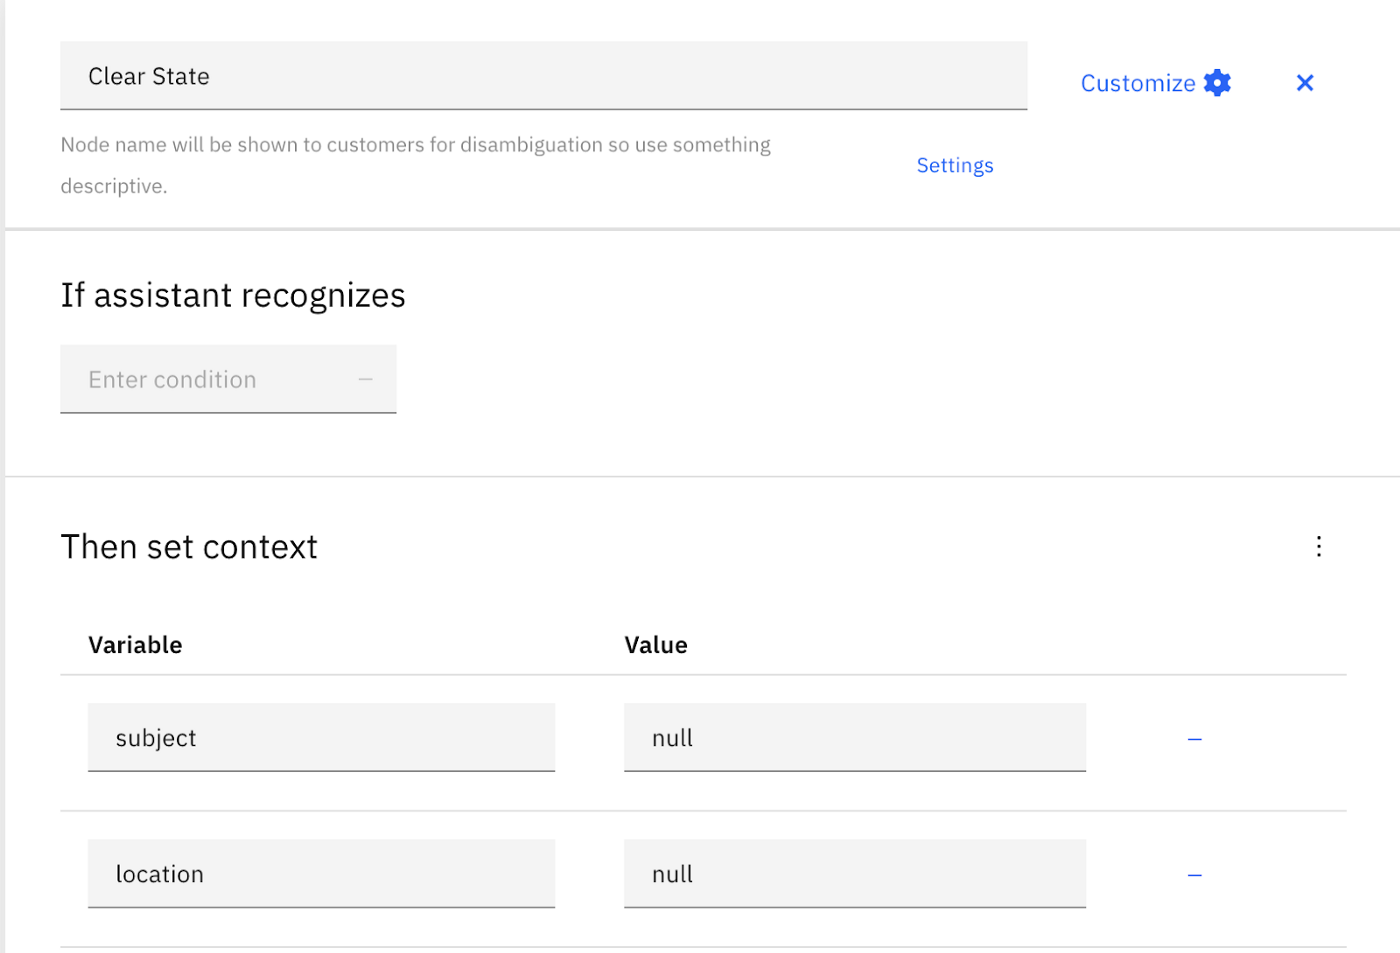 Clear State
Customize
Node name will be shown to customers for disambiguation so use something
descriptive.
Settings
If assistant recognizes
Enter condition
Then set context
Variable Value
subject null
location null